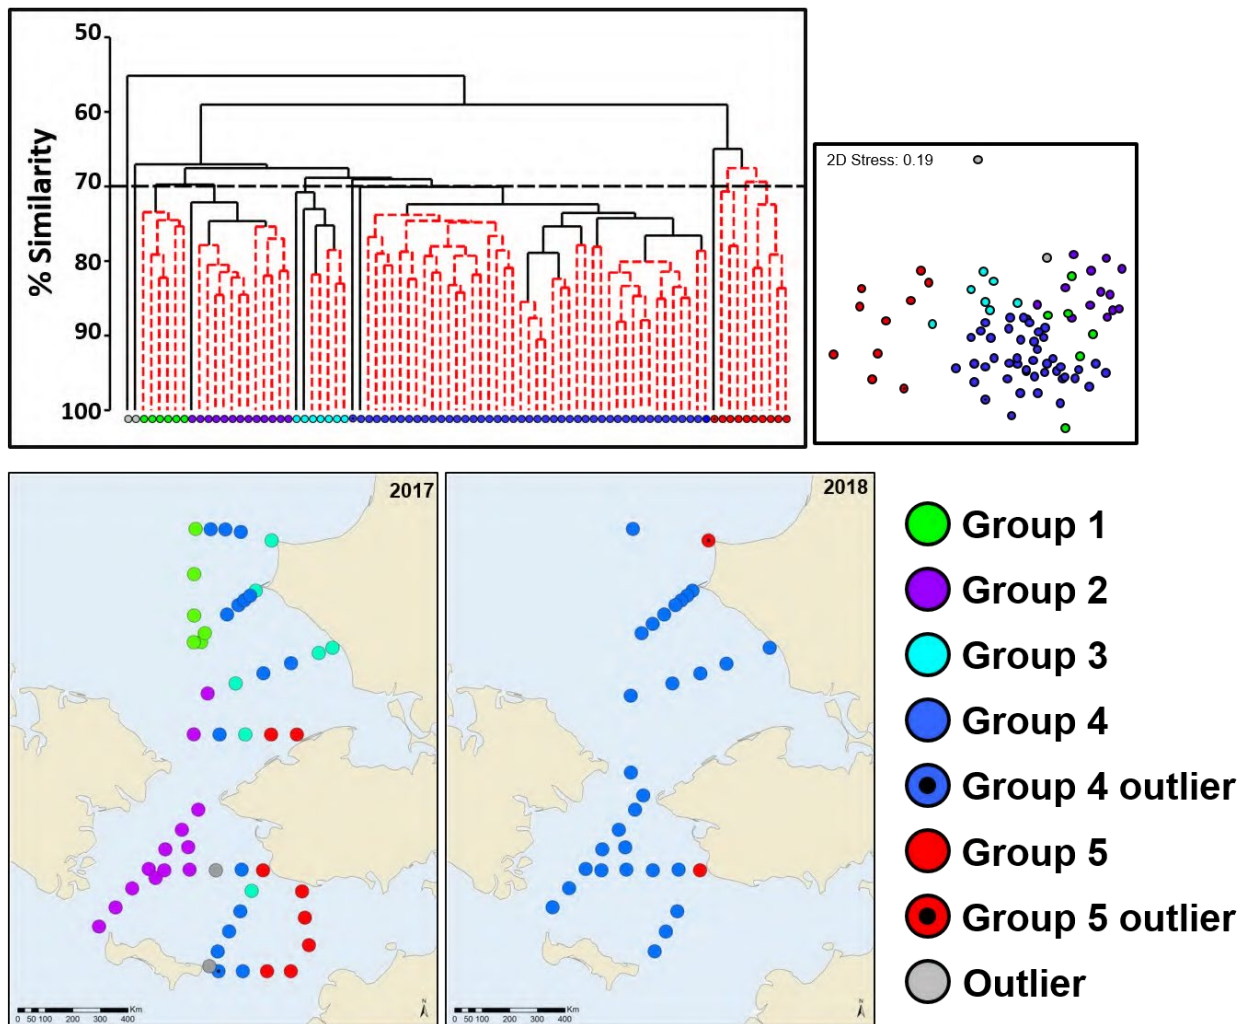 50
60
70
80
90
100
% Similarity
2D Stress: 0.19
2017
N
Km
0 50 100 200 300 400
2018
N
Km
0 50 100 200 300 400
Group 1
Group 2
Group 3
Group 4
Group 4 outlier
Group 5
Group 5 outlier
Outlier